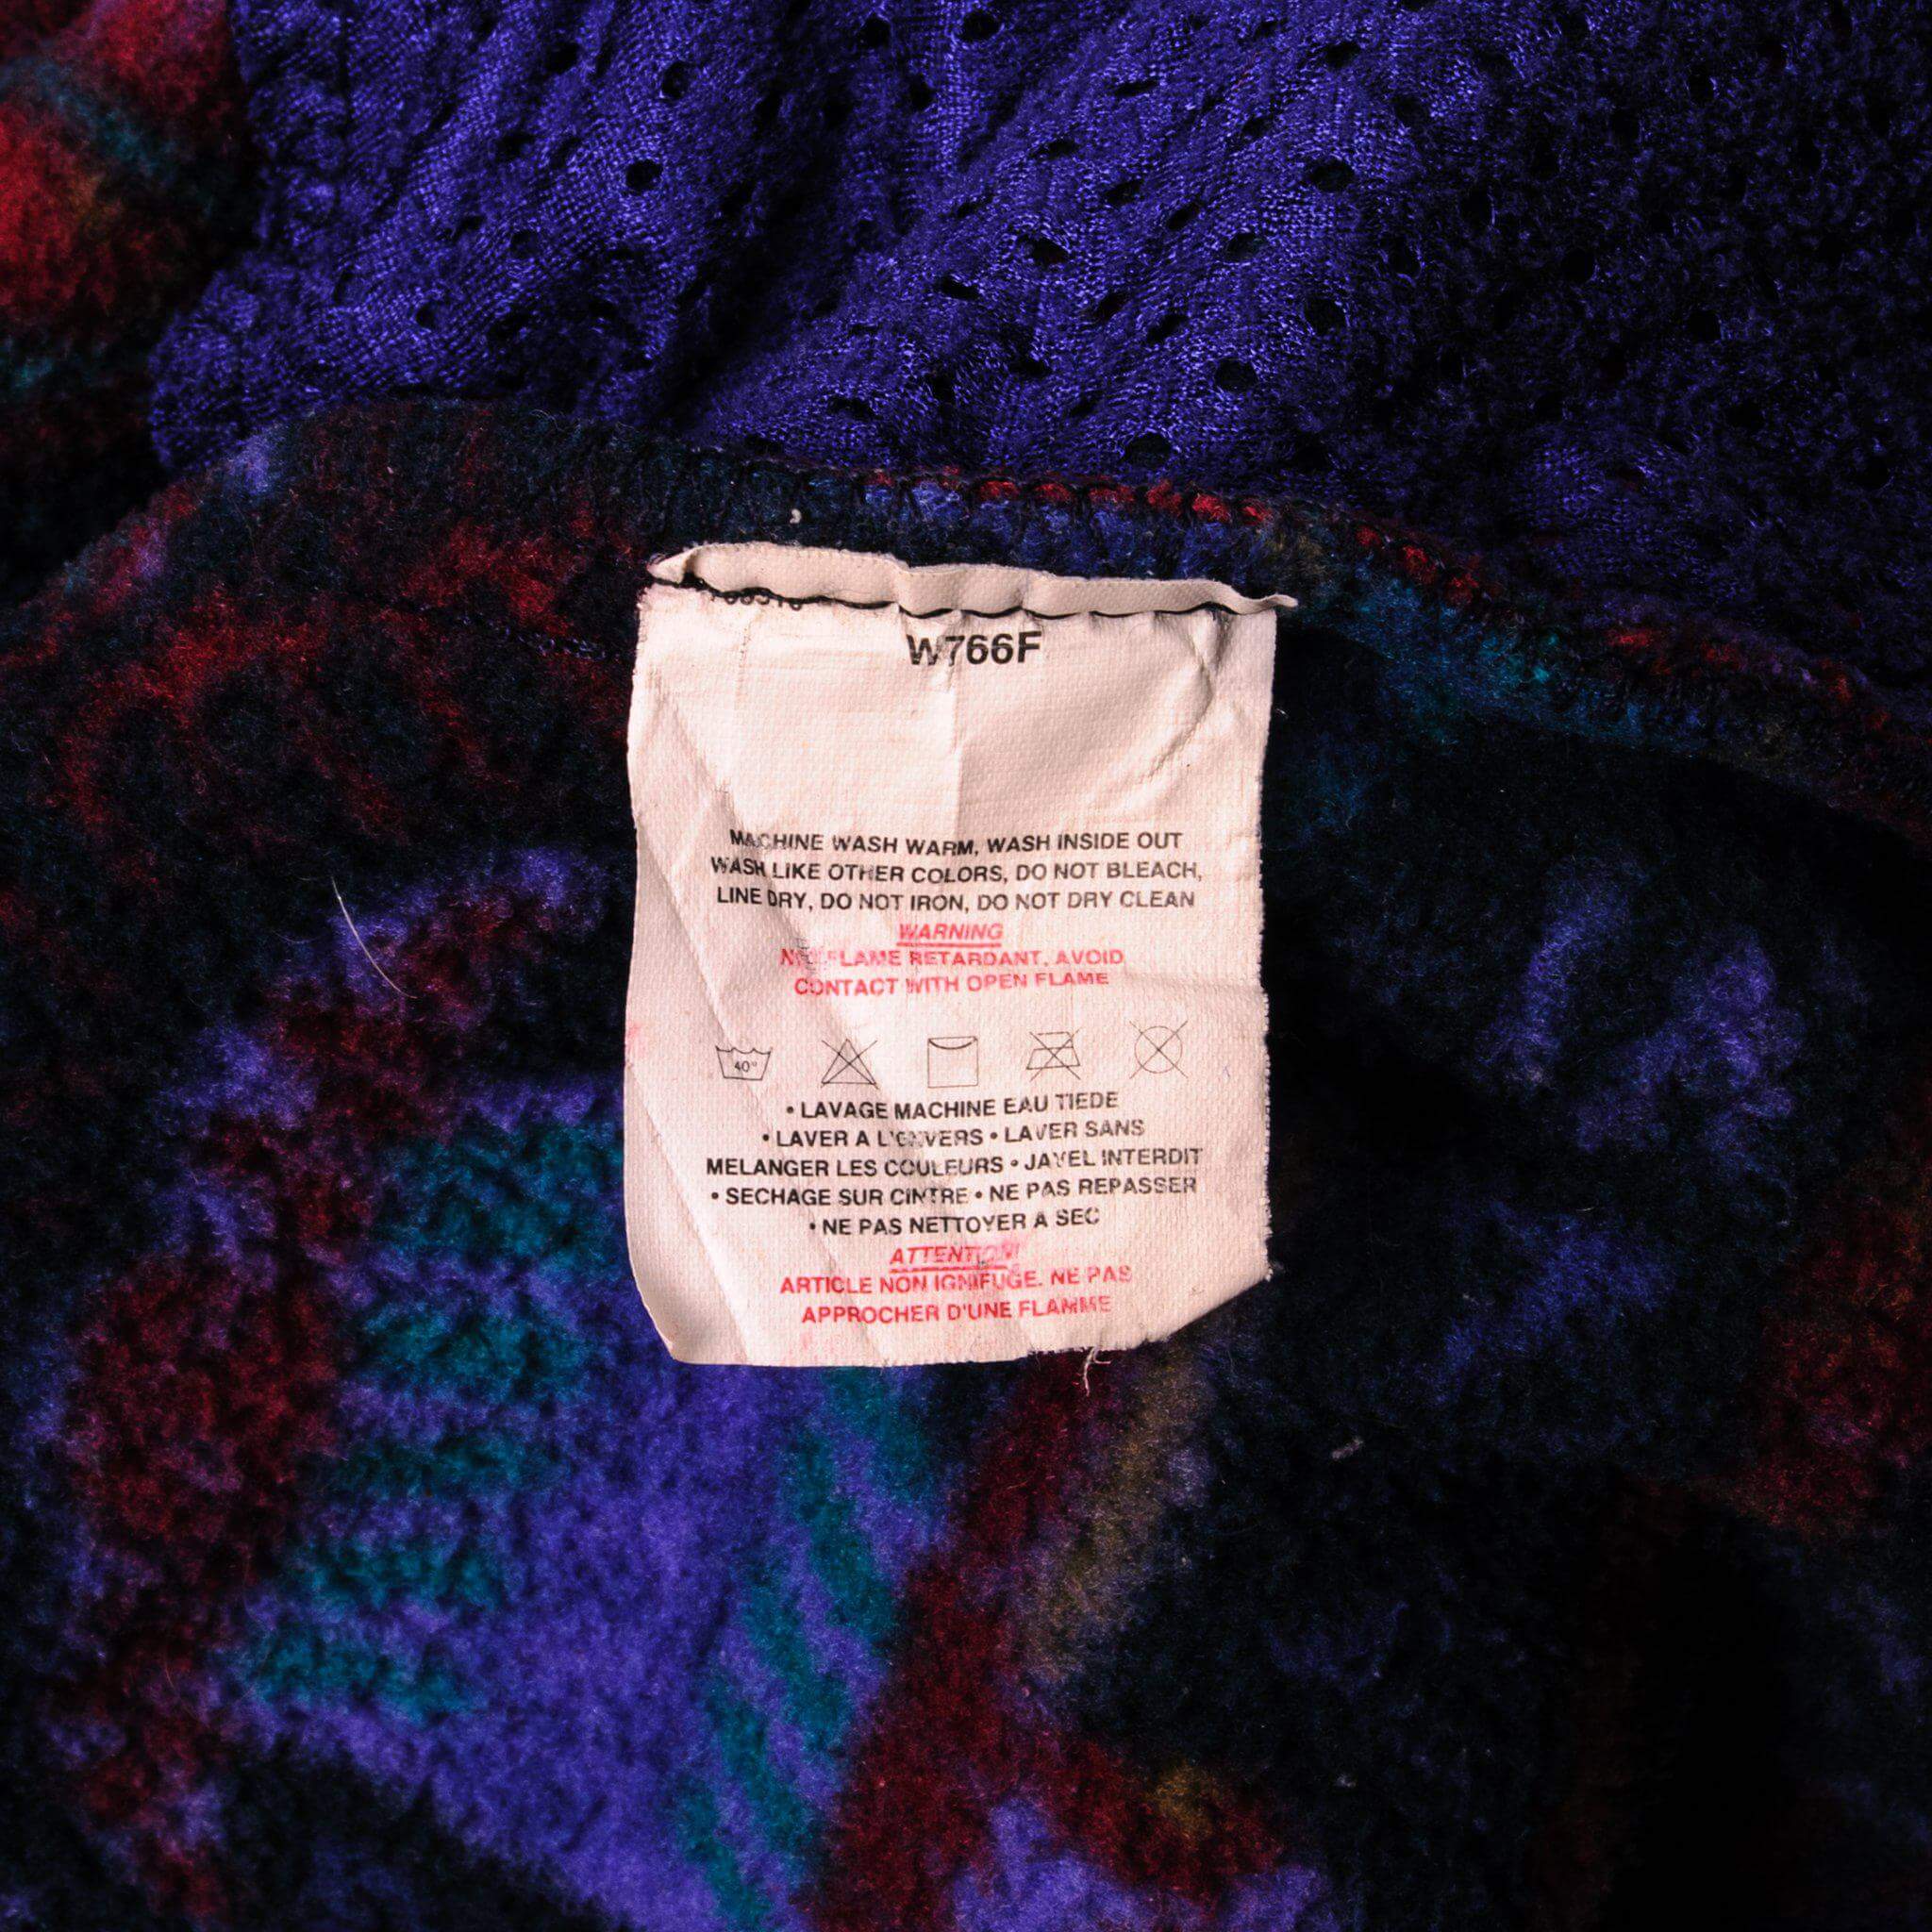 W766F
MACHINE WASH WARM, WASH INSIDE OUT
WASH LIKE OTHER COLORS, DO NOT BLEACH,
LINE DRY, DO NOT IRON, DO NOT DRY CLEAN
WARNING
NOT FLAME RETARDANT. AVOID
CONTACT WITH OPEN FLAME
40°
• LAVAGE MACHINE EAU TIEDE
• LAVER A L'ENVERS • LAVER SANS
MELANGER LES COULEURS • JAVEL INTERDIT
• SECHAGE SUR CINTRE • NE PAS REPASSER
• NE PAS NETTOYER A SEC
ATTENTION
ARTICLE NON IGNIFUGE. NE PAS
APPROCHER D'UNE FLAMME